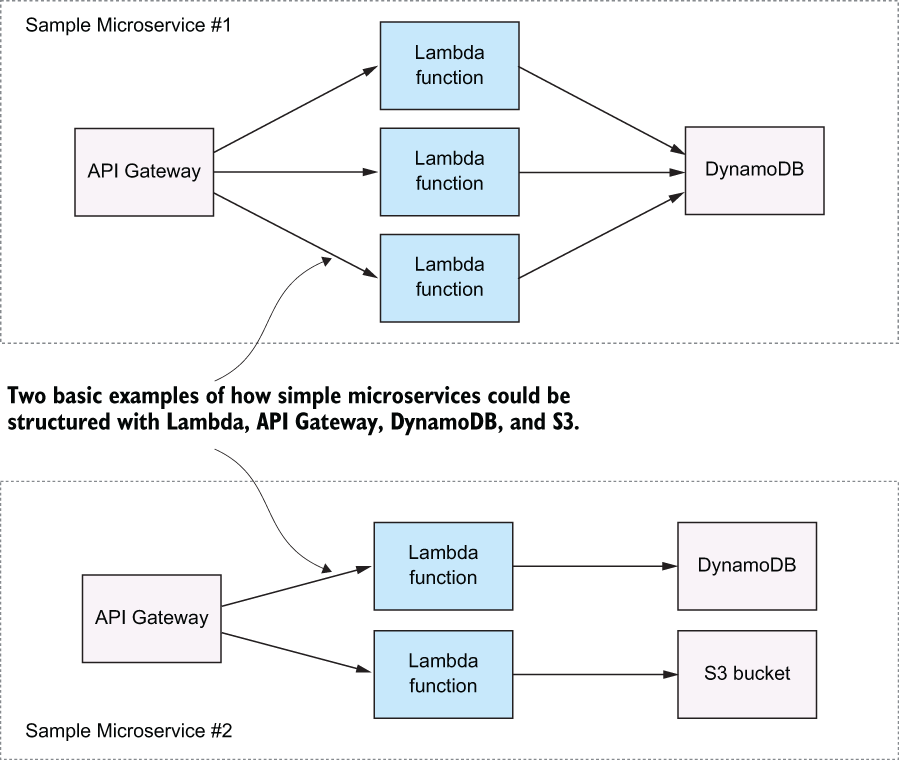 Sample Microservice #1
Lambda
function
API Gateway
Lambda
function
DynamoDB
Lambda
function
Two basic examples of how simple microservices could be
structured with Lambda, API Gateway, DynamoDB, and S3.
Lambda
function
DynamoDB
API Gateway
Lambda
function
S3 bucket
Sample Microservice #2